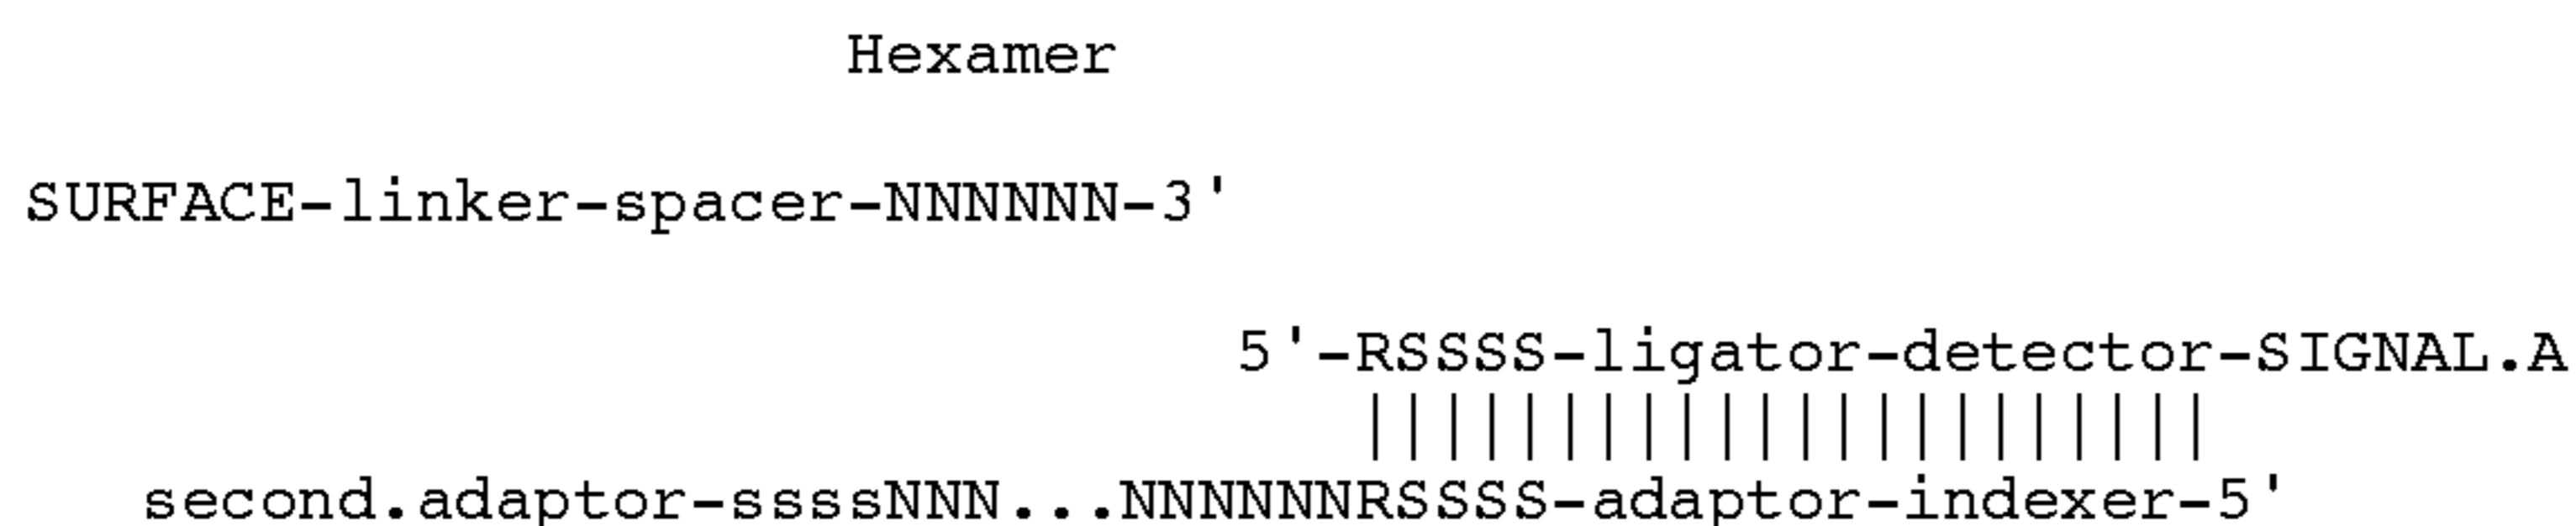 Hexamer
SURFACE-linker-spacer-NNNNNN-3'
5'-RSSSS-ligator-detector-SIGNAL.A
||||||||||||||||||||||
second.adaptor-ssssNNN...NNNNNNRSSSS-adaptor-indexer-5'